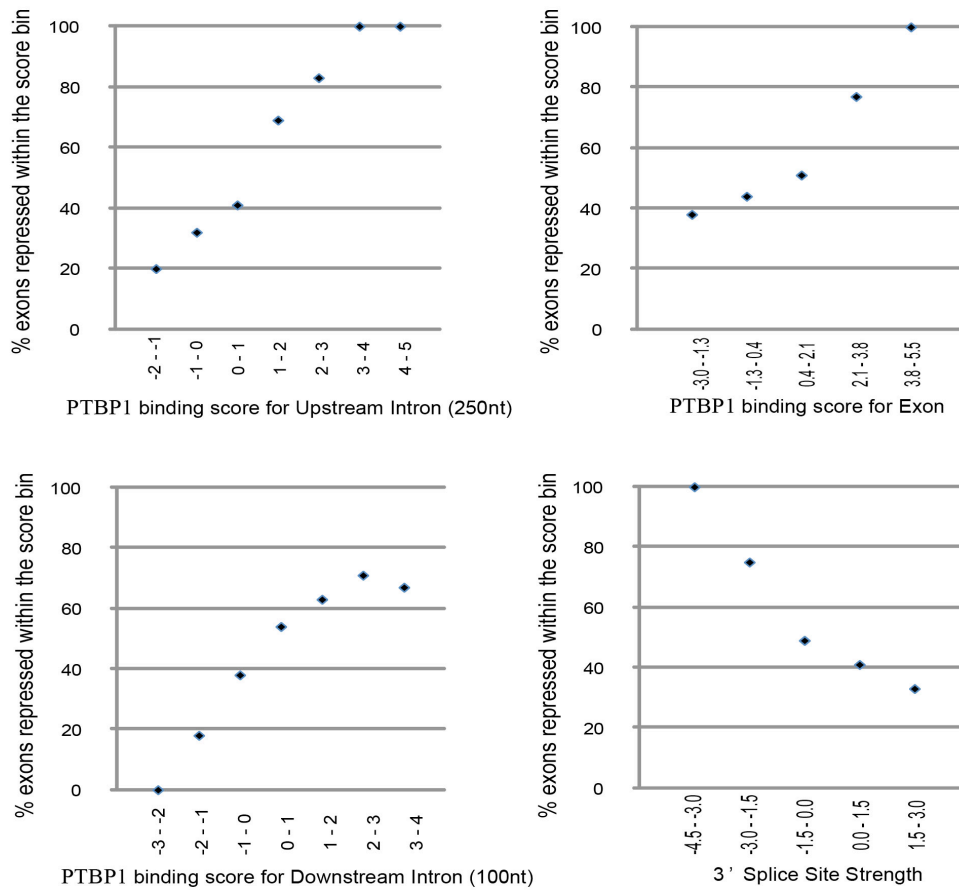 % exons repressed within the score bin
100
80
60
40
20
0
-2 - -1
-1 - 0
0 - 1
1 - 2
2 - 3
3 - 4
4 - 5
PTBP1 binding score for Upstream Intron (250nt)
% exons repressed within the score bin
100
80
60
40
20
0
-3.0 - -1.3
-1.3 - 0.4
0.4 - 2.1
2.1 - 3.8
3.8 - 5.5
PTBP1 binding score for Exon
% exons repressed within the score bin
100
80
60
40
20
0
-3 - -2
-2 - -1
-1 - 0
0 - 1
1 - 2
2 - 3
3 - 4
PTBP1 binding score for Downstream Intron (100nt)
% exons repressed within the score bin
100
80
60
40
20
0
-4.5 - -3.0
-3.0 - -1.5
-1.5 - 0.0
0.0 - 1.5
1.5 - 3.0
3' Splice Site Strength